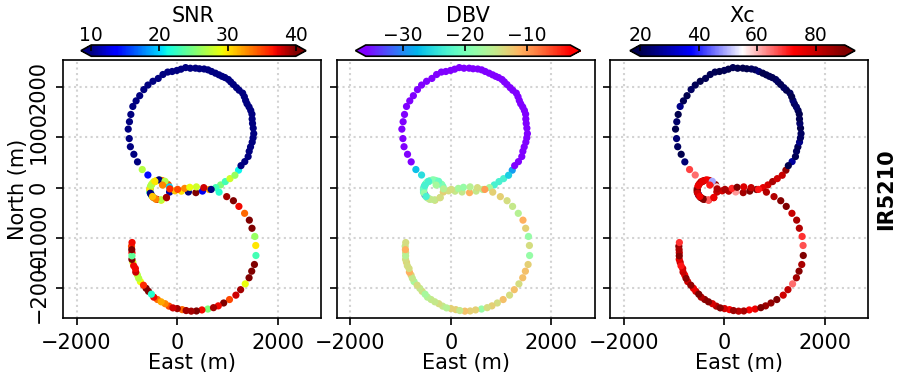 SNR
DBV
Xc
10 20 30 40
−30 −20 −10
20 40 60 80
2000
1000
0
−1000
−2000
North (m)
−2000 0 2000
−2000 0 2000
−2000 0 2000
East (m)
East (m)
East (m)
IR5210